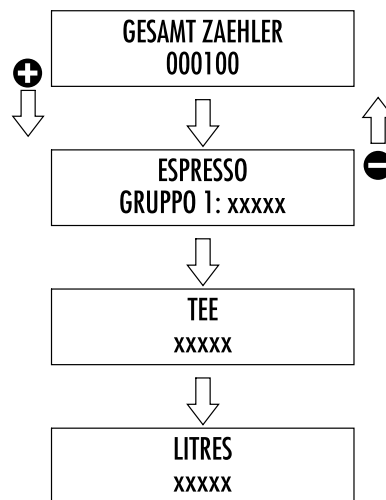 GESAMT ZAEHLER
000100
ESPRESSO
GRUPPO 1: xxxxx
TEE
xxxxx
LITRES
xxxxx